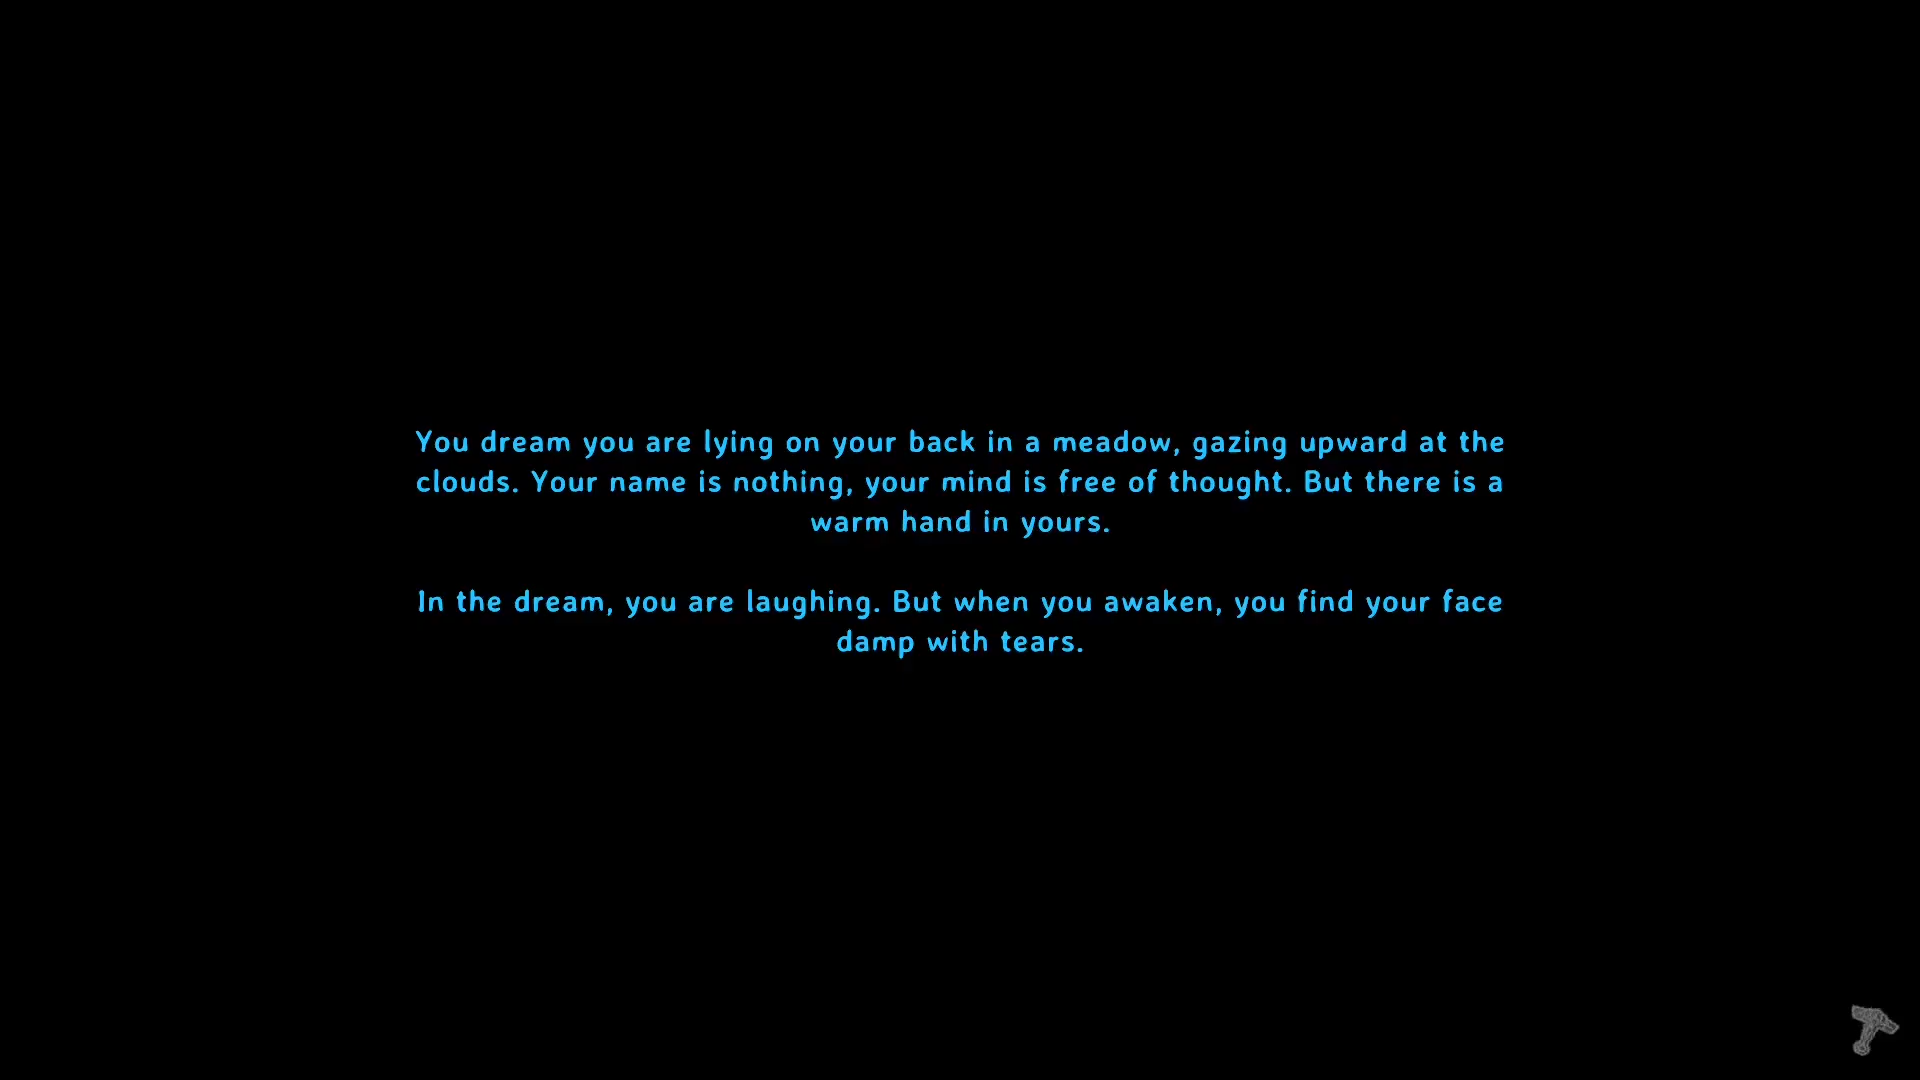 You dream you are lying on your back in a meadow, gazing upward at the
clouds. Your name is nothing, your mind is free of thought. But there is a
warm hand in yours.
In the dream, you are laughing. But when you awaken, you find your face
damp with tears.